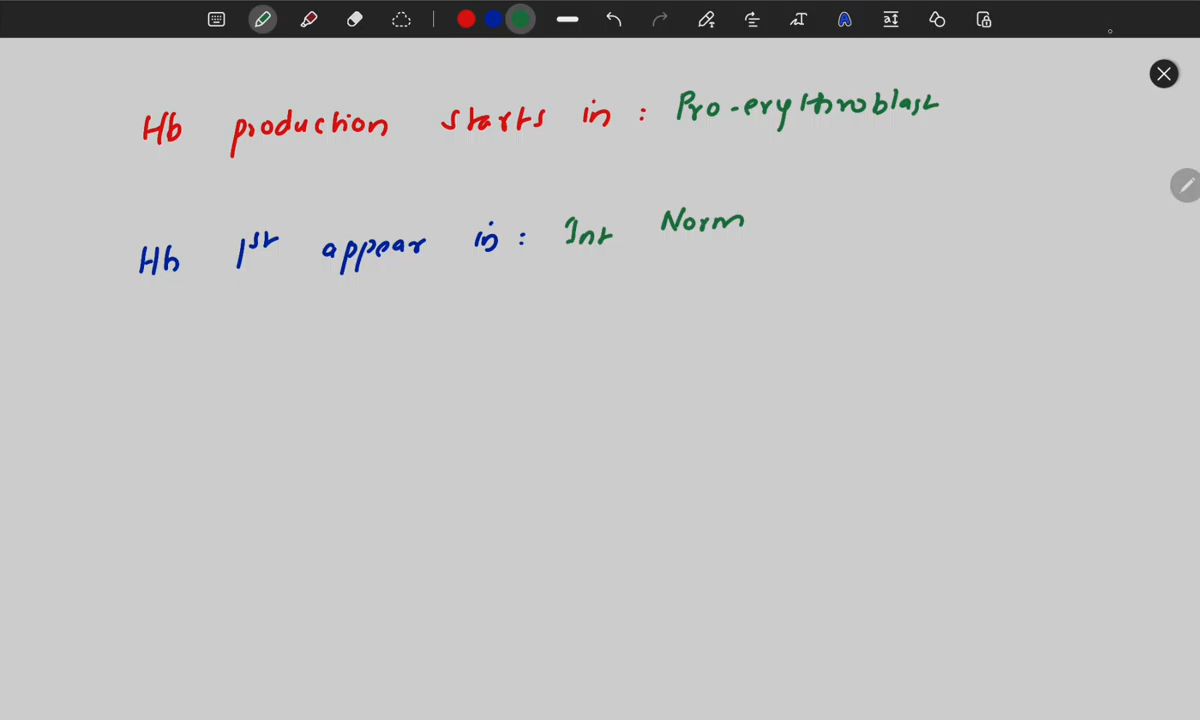 Hb production starts in : Pro-erythroblast
Hb 1st appear in : Int Norm